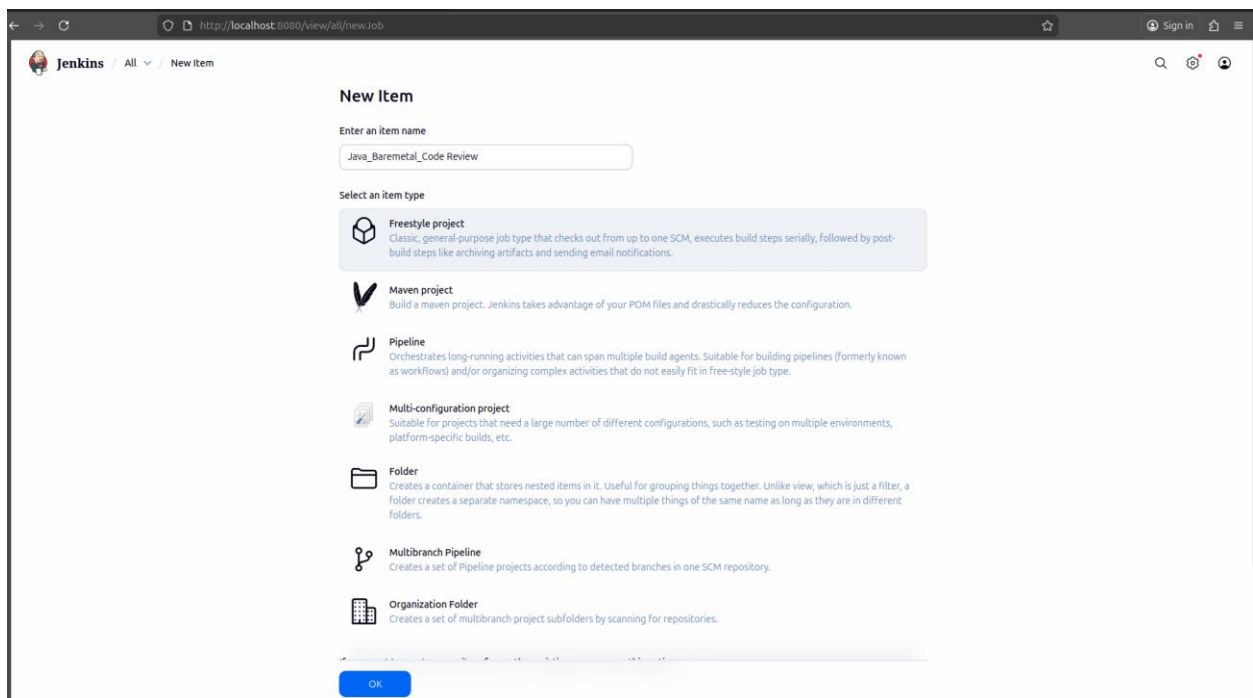 http://localhost:8080/view/all/newJob
Sign in
Jenkins / All / New Item
New Item
Enter an item name
Java_Baremetal_Code Review
Select an item type
Freestyle project
Classic, general-purpose job type that checks out from up to one SCM, executes build steps serially, followed by post-
build steps like archiving artifacts and sending email notifications.
Maven project
Build a maven project. Jenkins takes advantage of your POM files and drastically reduces the configuration.
Pipeline
Orchestrates long-running activities that can span multiple build agents. Suitable for building pipelines (formerly known
as workflows) and/or organizing complex activities that do not easily fit in free-style job type.
Multi-configuration project
Suitable for projects that need a large number of different configurations, such as testing on multiple environments,
platform-specific builds, etc.
Folder
Creates a container that stores nested items in it. Useful for grouping things together. Unlike view, which is just a filter, a
folder creates a separate namespace, so you can have multiple things of the same name as long as they are in different
folders.
Multibranch Pipeline
Creates a set of Pipeline projects according to detected branches in one SCM repository.
Organization Folder
Creates a set of multibranch project subfolders by scanning for repositories.
OK